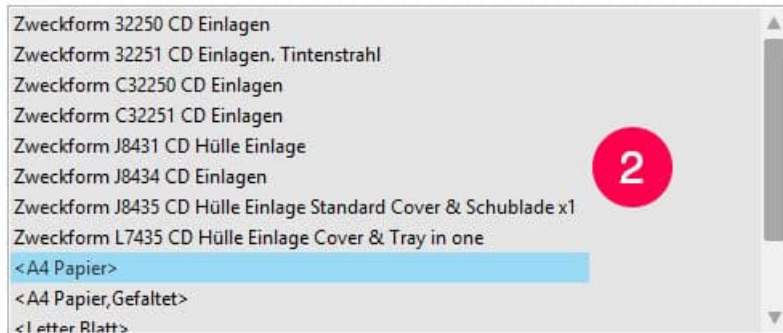 Zweckform 32250 CD Einlagen
Zweckform 32251 CD Einlagen. Tintenstrahl
Zweckform C32250 CD Einlagen
Zweckform C32251 CD Einlagen
Zweckform J8431 CD Hülle Einlage
Zweckform J8434 CD Einlagen
2
Zweckform J8435 CD Hülle Einlage Standard Cover & Schublade x1
Zweckform L7435 CD Hülle Einlage Cover & Tray in one
<A4 Papier>
<A4 Papier,Gefaltet>
<Letter Blatt>